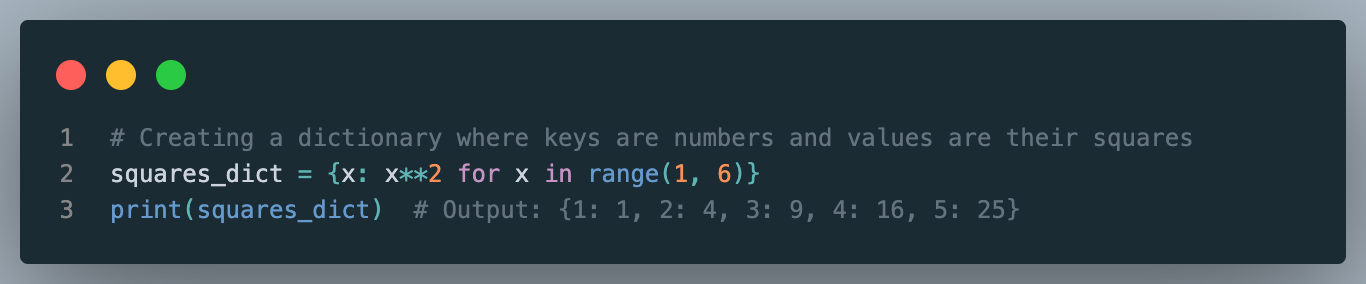 1 # Creating a dictionary where keys are numbers and values are their squares
2 squares_dict = {x: x**2 for x in range(1, 6)}
3 print(squares_dict)  # Output: {1: 1, 2: 4, 3: 9, 4: 16, 5: 25}